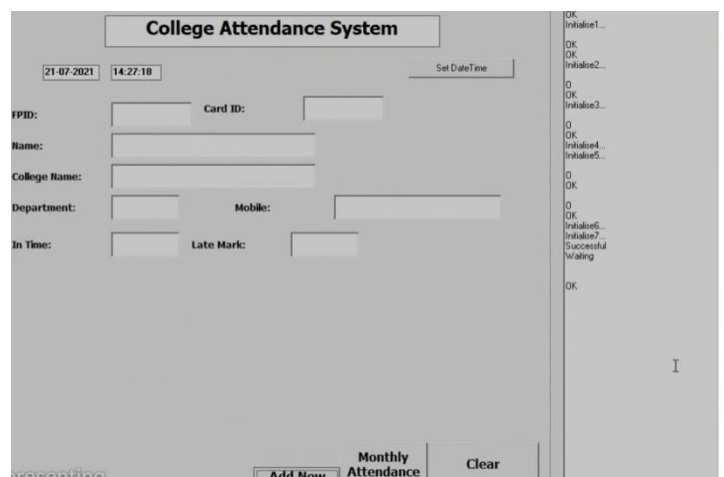 College Attendance System
21-07-2021 14:27:18 Set DateTime
FPID: Card ID:
Name:
College Name:
Department: Mobile:
In Time: Late Mark:
Add Now
Monthly
Attendance
Clear
presenting
OK
Initialise1...
OK
OK
Initialise2...
0
OK
Initialise3...
0
OK
Initialise4...
Initialise5...
0
OK
0
OK
Initialise6...
Initialise7...
Successful
Waiting
OK